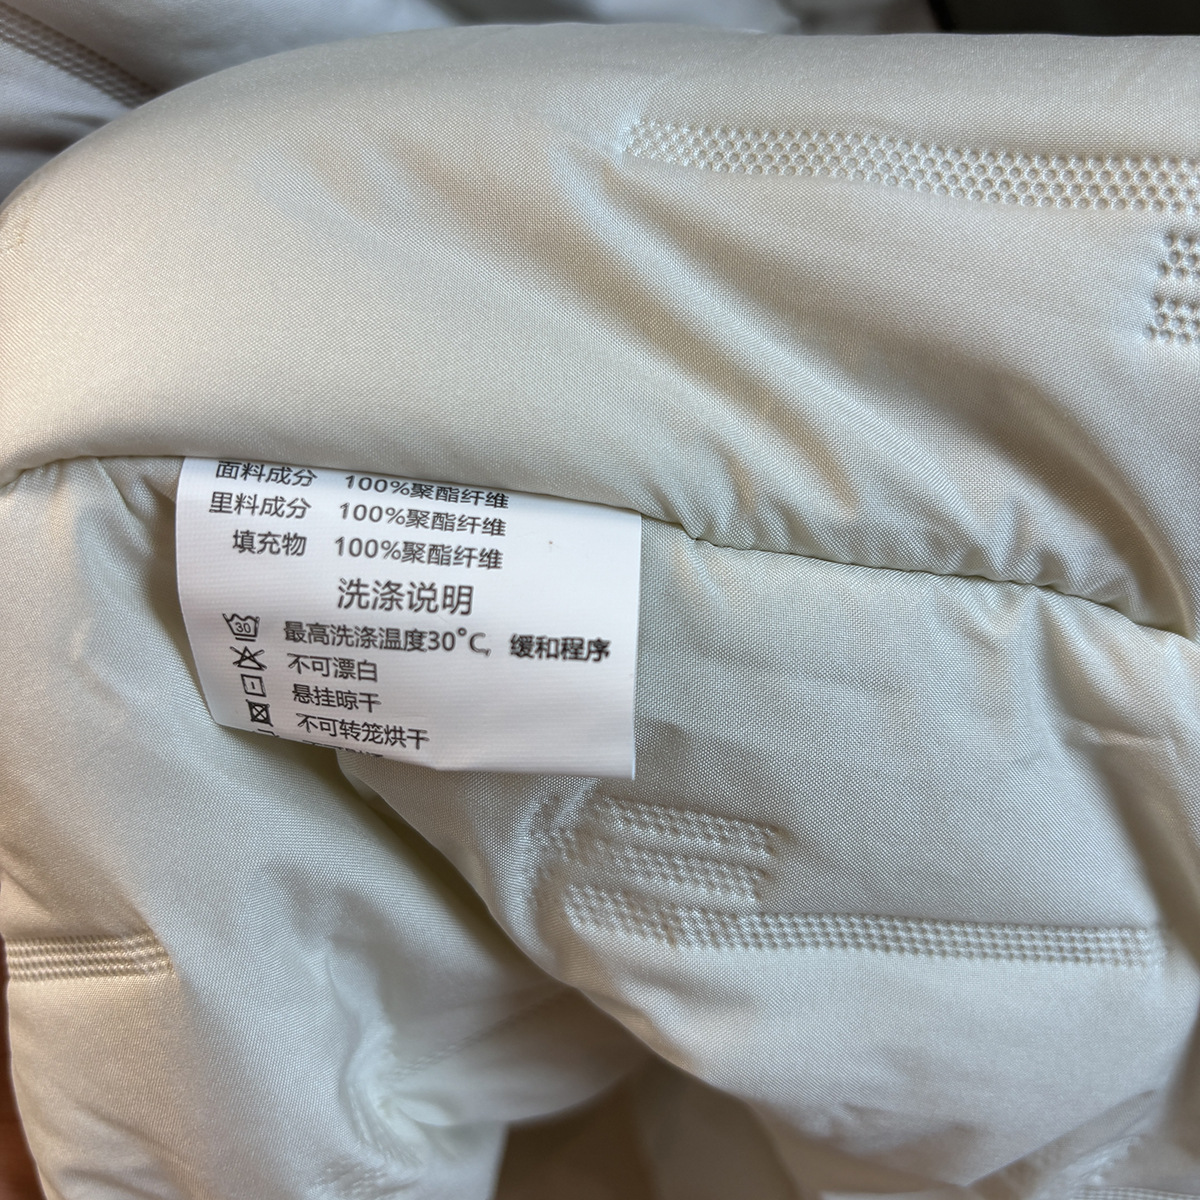 面料成分 100%聚酯纤维
里料成分 100%聚酯纤维
填充物 100%聚酯纤维
洗涤说明
30 最高洗涤温度30°C, 缓和程序
不可漂白
悬挂晾干
不可转笼烘干